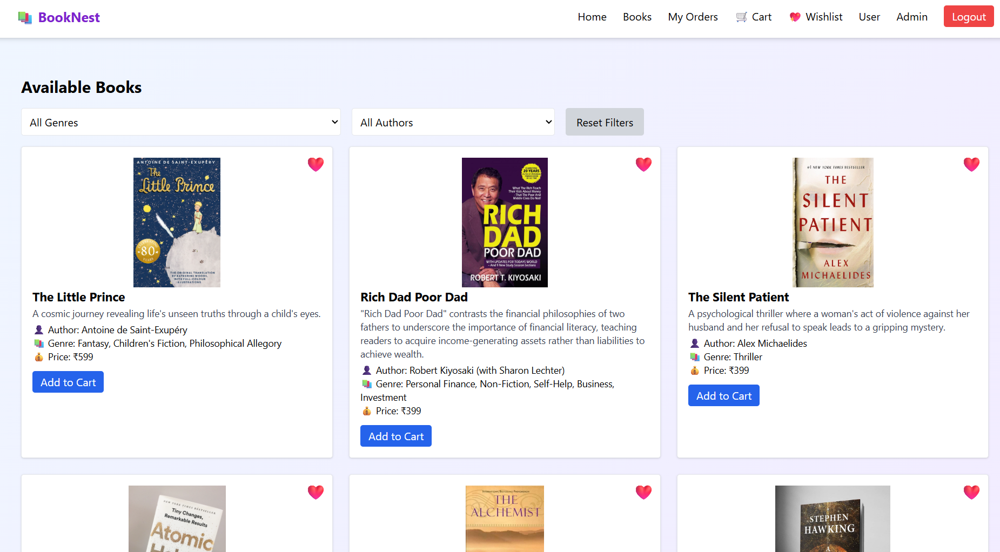 BookNest
Home Books My Orders Cart Wishlist User Admin Logout
Available Books
All Genres All Authors Reset Filters
ANTOINE DE SAINT-EXUPÉRY
The
Little Prince
80
YEARS
THE ORIGINAL TRANSLATION
BY KATHERINE WOODS,
WITH FULL-COLOUR
ILLUSTRATIONS
The Little Prince
A cosmic journey revealing life's unseen truths through a child's eyes.
Author: Antoine de Saint-Exupéry
Genre: Fantasy, Children's Fiction, Philosophical Allegory
Price: ₹599
Add to Cart
CELEBRATING
20 YEARS
What The Rich Teach
Their Kids About Money
- That The Poor And
Middle Class Do Not!
RICH
DAD
POOR DAD
WITH UPDATES FOR TODAYS WORLD
- And 9 New Study Session Sections
ROBERT T. KIYOSAKI
Rich Dad Poor Dad
"Rich Dad Poor Dad" contrasts the financial philosophies of two
fathers to underscore the importance of financial literacy, teaching
readers to acquire income-generating assets rather than liabilities to
achieve wealth.
Author: Robert Kiyosaki (with Sharon Lechter)
Genre: Personal Finance, Non-Fiction, Self-Help, Business,
Investment
Price: ₹399
Add to Cart
#1 NEW YORK TIMES BESTSELLER
THE
SILENT
PATIENT
ALEX
MICHAELIDES
The Silent Patient
A psychological thriller where a woman's act of violence against her
husband and her refusal to speak leads to a gripping mystery.
Author: Alex Michaelides
Genre: Thriller
Price: ₹399
Add to Cart
NEW YORK TIMES BESTSELLER
Tiny Changes,
Remarkable Results
Atomic
INTERNATIONAL BESTSELLING PHENOMENON
THE
ALCHEMIST
STEPHEN
HAWKING
A